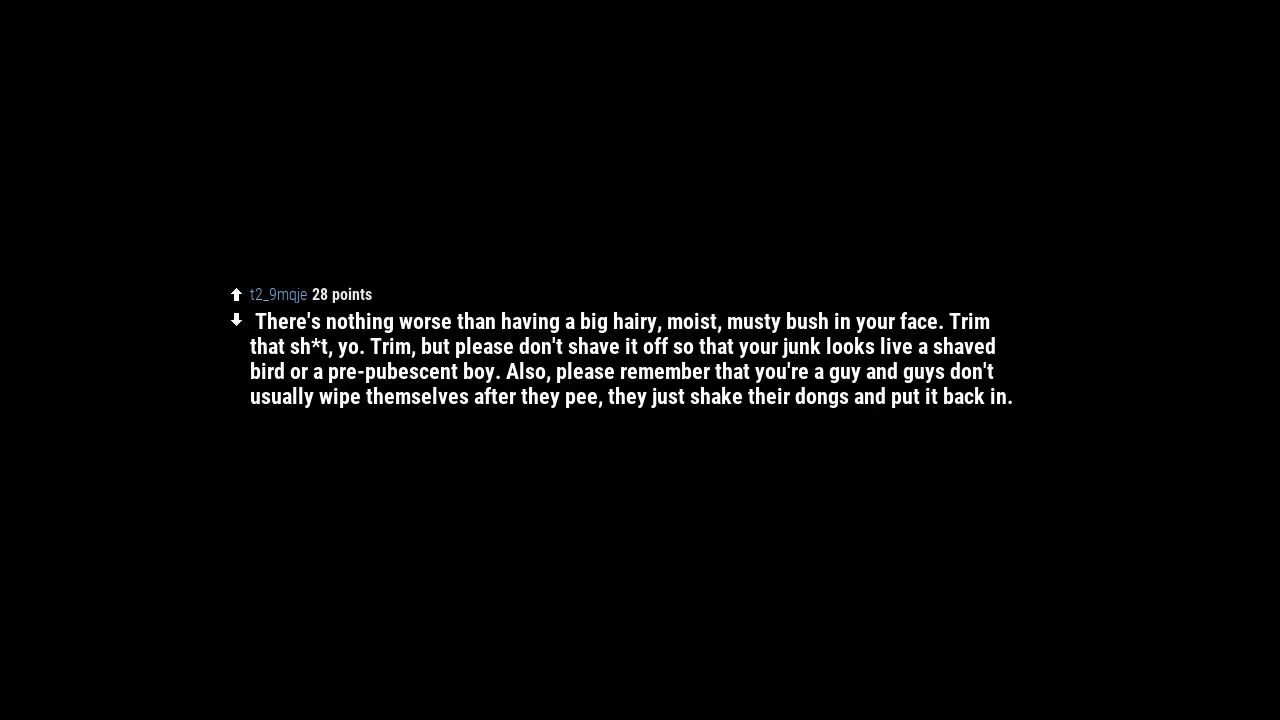 t2_9mqje 28 points
There's nothing worse than having a big hairy, moist, musty bush in your face. Trim
that sh*t, yo. Trim, but please don't shave it off so that your junk looks live a shaved
bird or a pre-pubescent boy. Also, please remember that you're a guy and guys don't
usually wipe themselves after they pee, they just shake their dongs and put it back in.